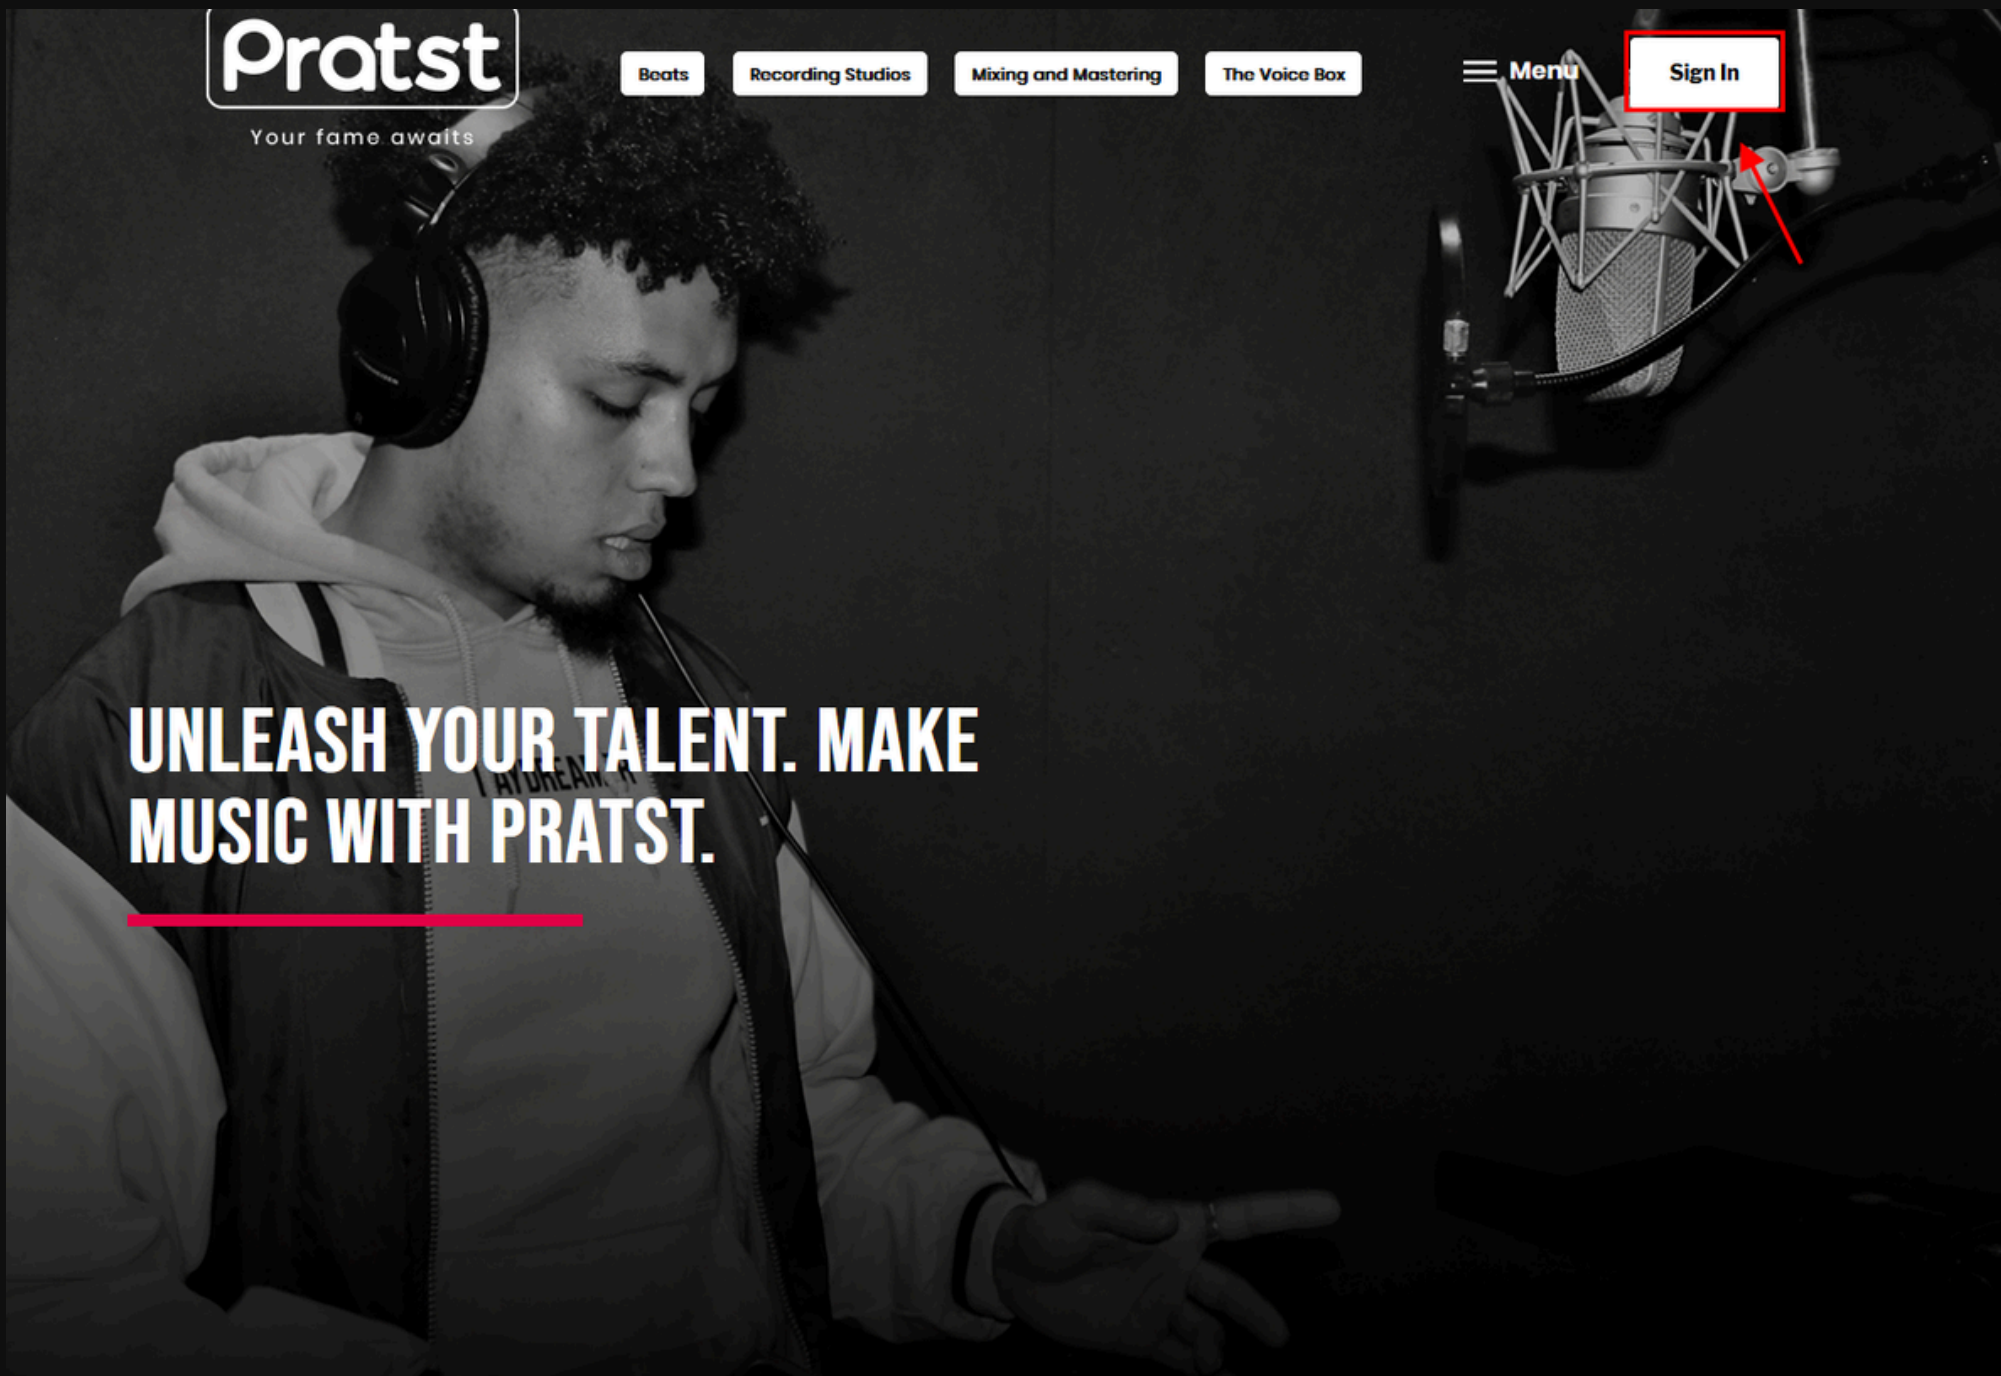 Pratst
Your fame awaits
Beats
Recording Studios
Mixing and Mastering
The Voice Box
Menu
Sign In
UNLEASH YOUR TALENT. MAKE
MUSIC WITH PRATST.